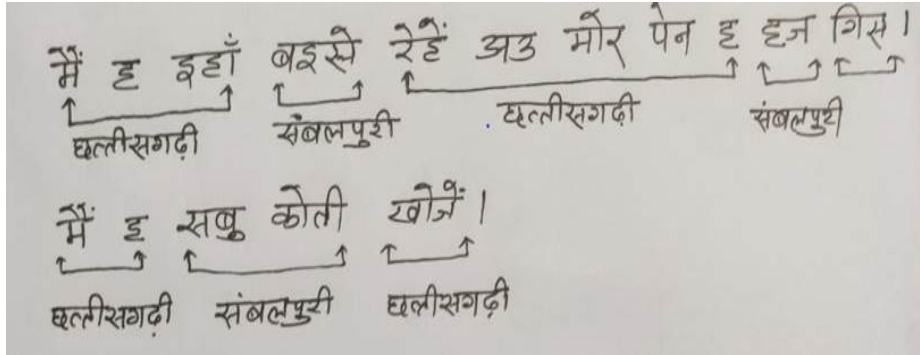 मैं ह इहाँ बइसे रेहें अउ मोर पेन ह हज गिस।
छत्तीसगढ़ी संबलपुरी छत्तीसगढ़ी संबलपुरी
मैं ह सबु कोती खोजें।
छत्तीसगढ़ी संबलपुरी छत्तीसगढ़ी